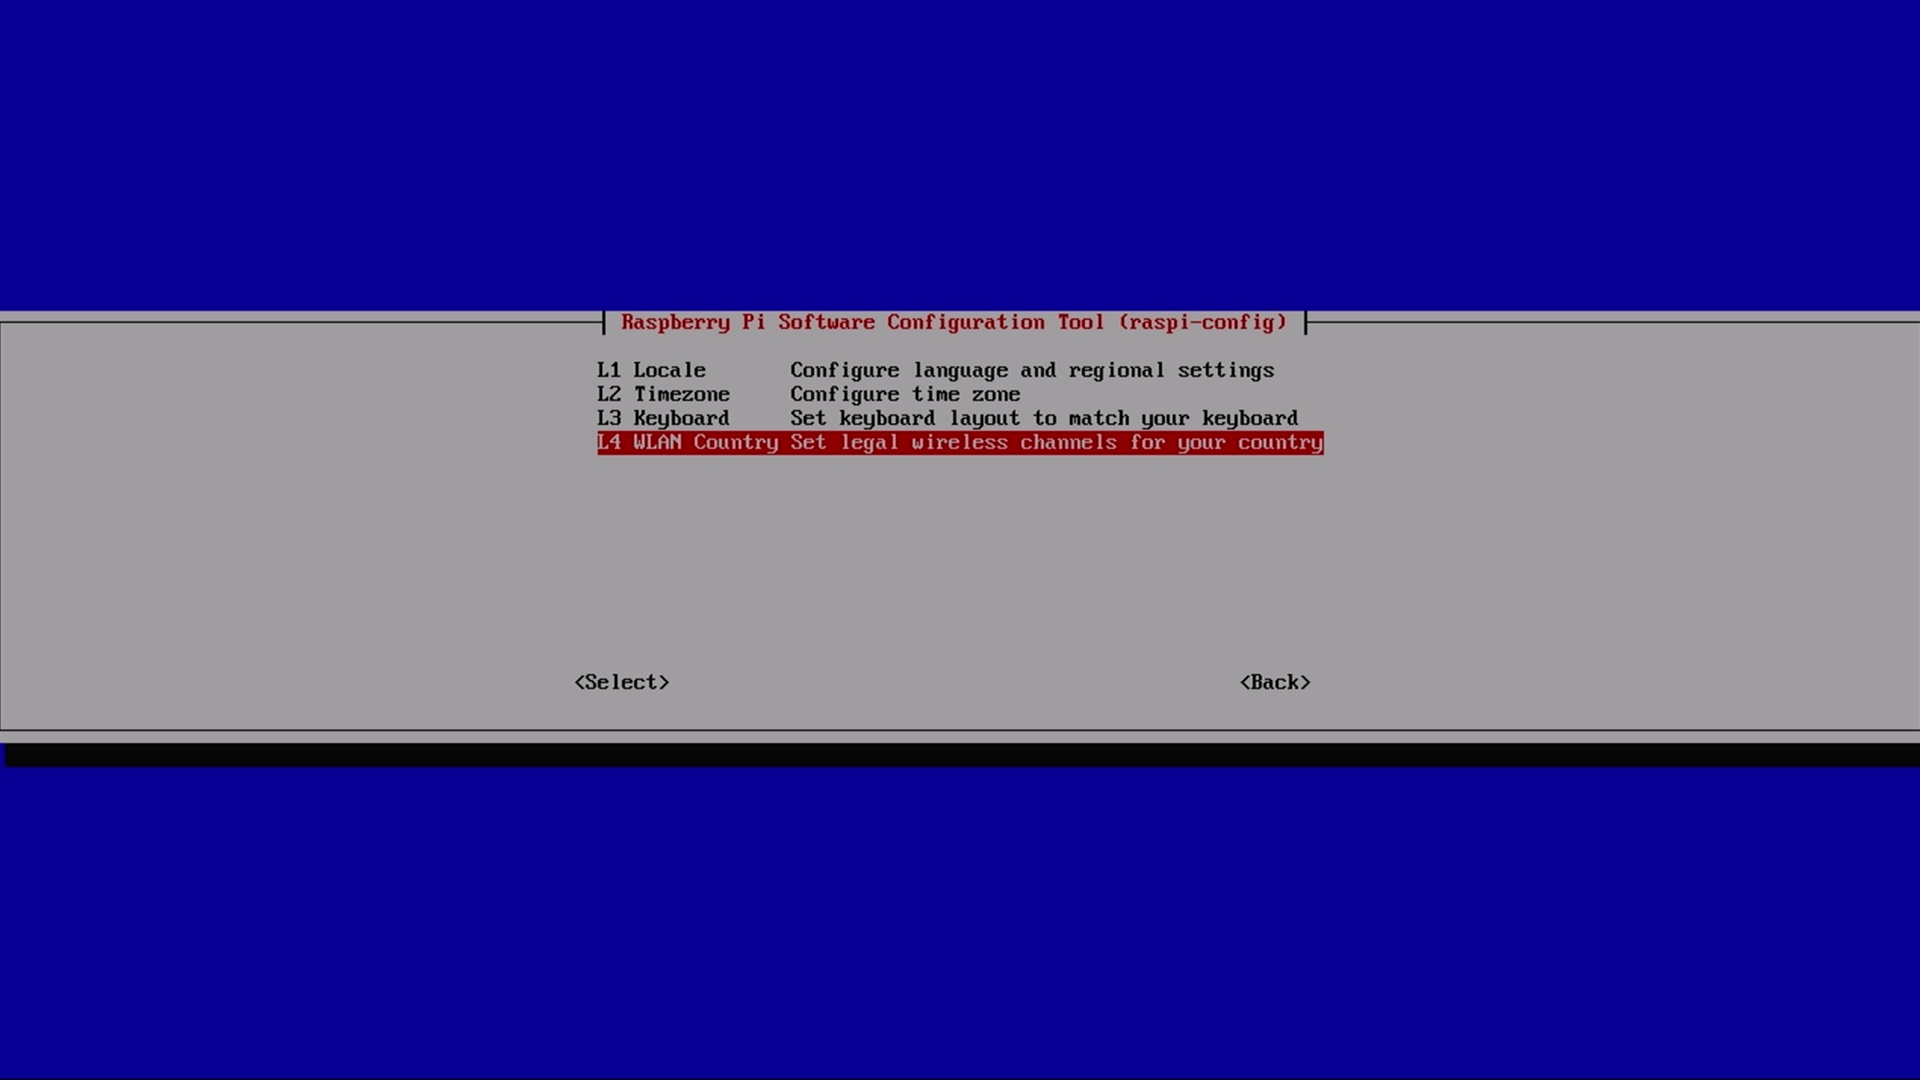 Raspberry Pi Software Configuration Tool (raspi-config)
L1 Locale Configure language and regional settings
L2 Timezone Configure time zone
L3 Keyboard Set keyboard layout to match your keyboard
L4 WLAN Country Set legal wireless channels for your country
<Select> <Back>